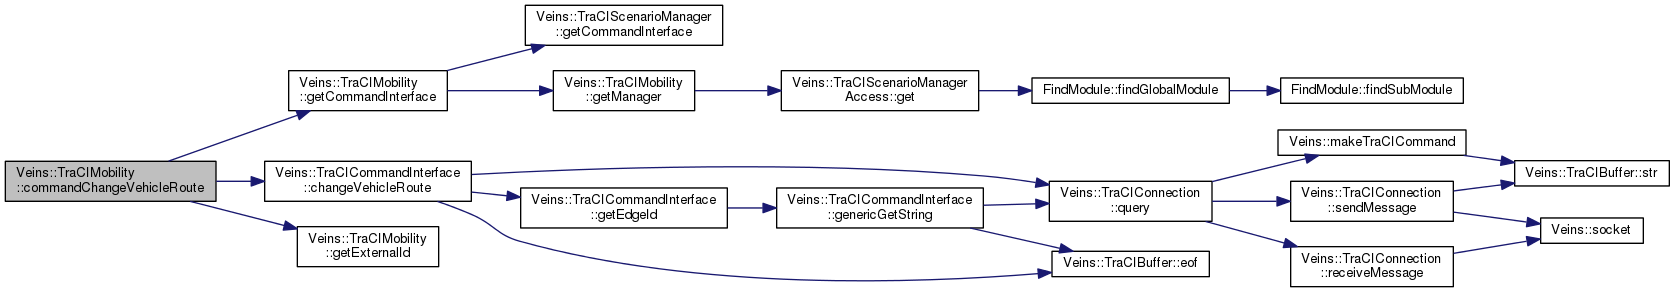 Veins::TraCIScenarioManager
::getCommandInterface
Veins::TraCIMobility
::getCommandInterface
Veins::TraCIMobility
::getManager
Veins::TraCIScenarioManager
Access::get
FindModule::findGlobalModule
FindModule::findSubModule
Veins::TraCIMobility
::commandChangeVehicleRoute
Veins::TraCICommandInterface
::changeVehicleRoute
Veins::TraCIMobility
::getExternalId
Veins::TraCICommandInterface
::getEdgeId
Veins::TraCICommandInterface
::genericGetString
Veins::TraCIConnection
::query
Veins::TraCIBuffer::eof
Veins::makeTraCICommand
Veins::TraCIConnection
::sendMessage
Veins::TraCIConnection
::receiveMessage
Veins::TraCIBuffer::str
Veins::socket